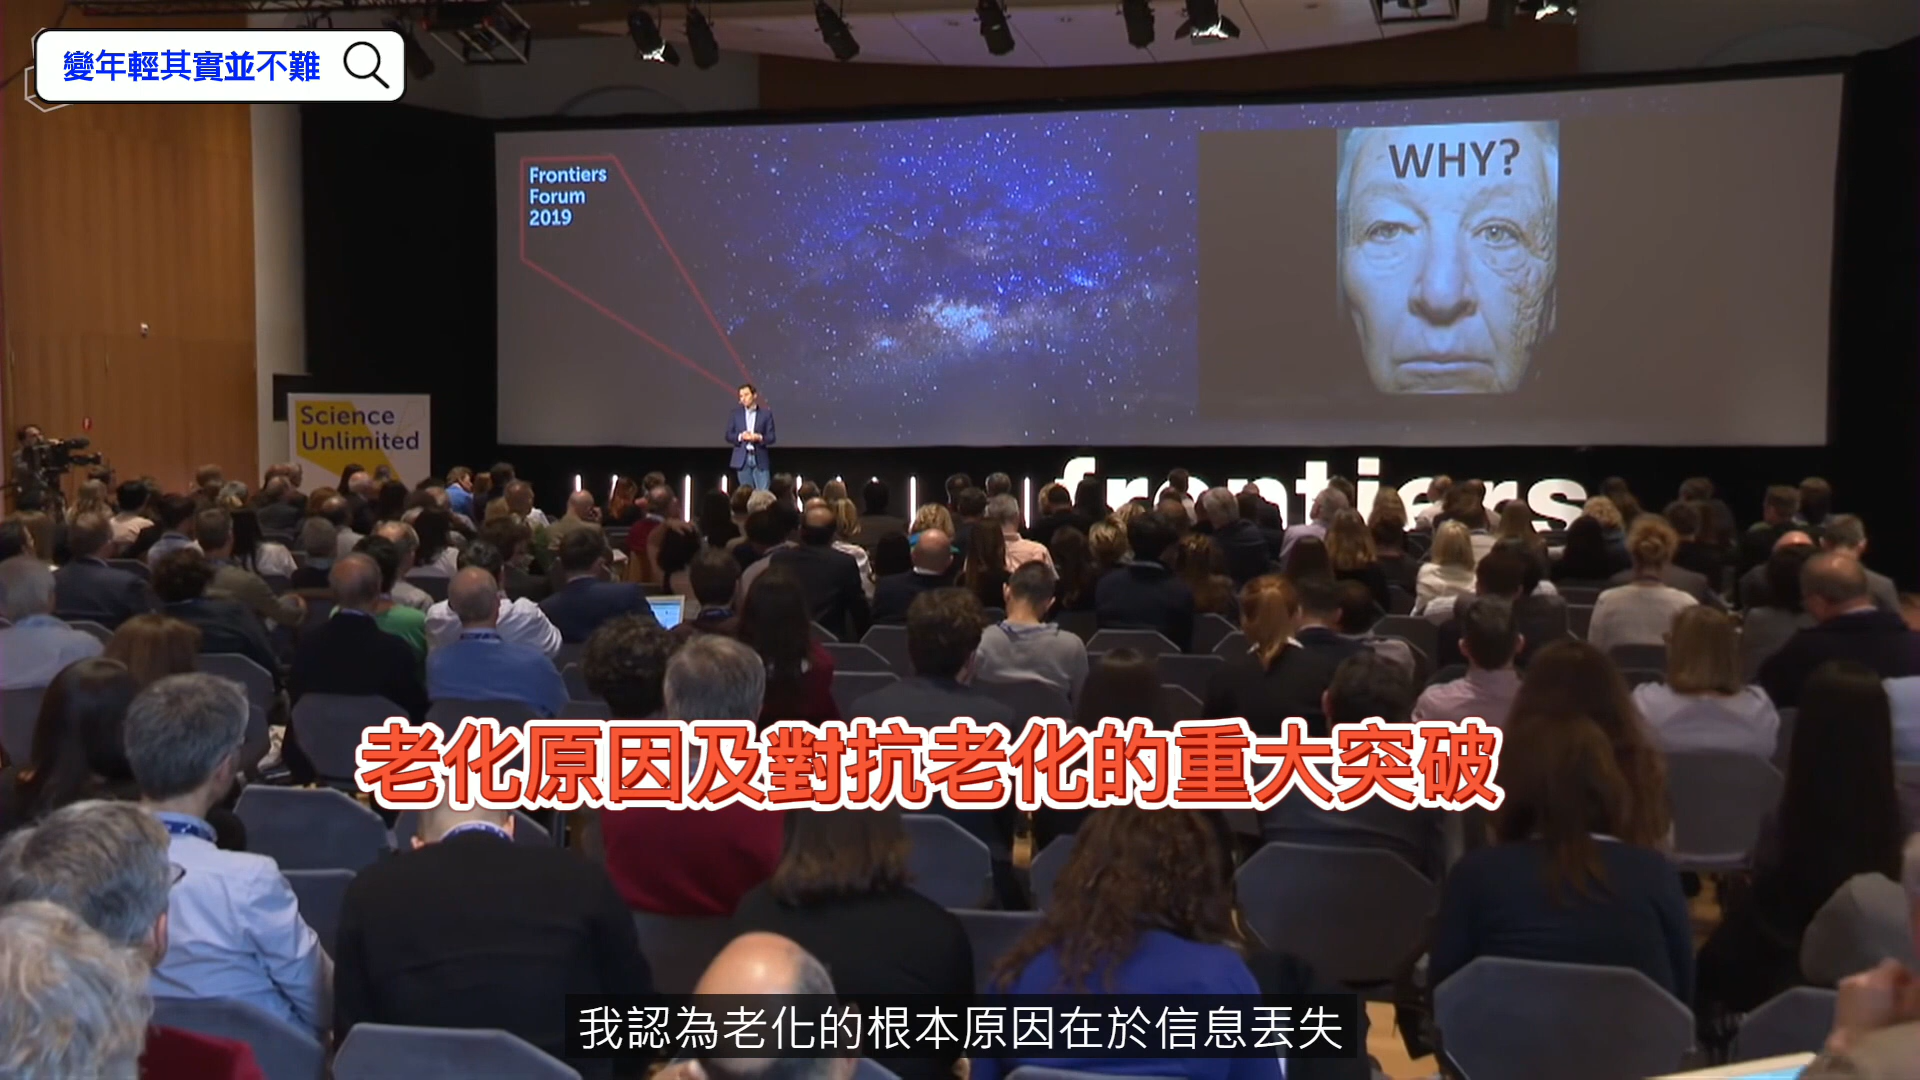 變年輕其實並不難
Frontiers
Forum
2019
WHY?
Science
Unlimited
frontiers
老化原因及對抗老化的重大突破
我認為老化的根本原因在於信息丟失